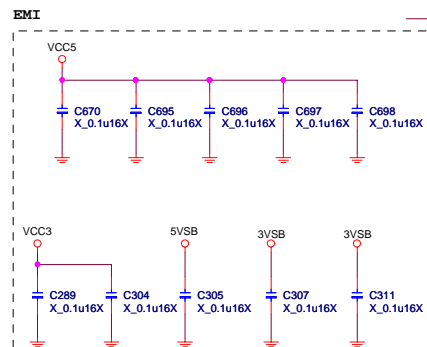 EMI
VCC5
C670 C695 C696 C697 C698
X_0.1u16X X_0.1u16X X_0.1u16X X_0.1u16X X_0.1u16X
VCC3 5VSB 3VSB 3VSB
C289 C304 C305 C307 C311
X_0.1u16X X_0.1u16X X_0.1u16X X_0.1u16X X_0.1u16X